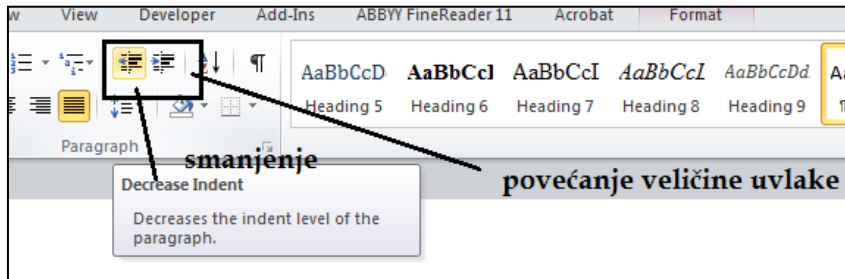 View Developer Add-Ins ABBYY FineReader 11 Acrobat Format
AaBbCcD AaBbCcI AaBbCcI AaBbCcI AaBbCcDd.
Heading 5 Heading 6 Heading 7 Heading 8 Heading 9
Paragraph
smanjenje
povećanje veličine uvlake
Decrease Indent
Decreases the indent level of the
paragraph.